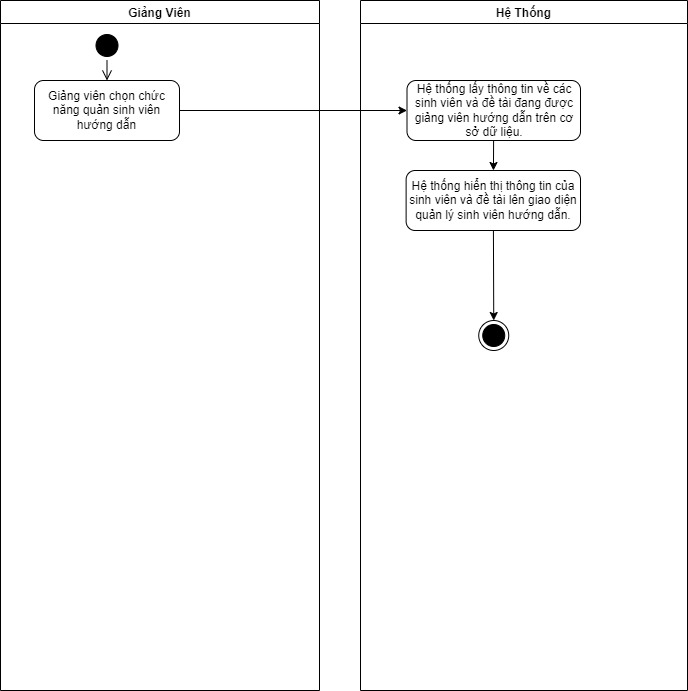 Giảng Viên
Hệ Thống
Giảng viên chọn chức
năng quản sinh viên
hướng dẫn
Hệ thống lấy thông tin về các
sinh viên và đề tài đang được
giảng viên hướng dẫn trên cơ
sở dữ liệu.
Hệ thống hiển thị thông tin của
sinh viên và đề tài lên giao diện
quản lý sinh viên hướng dẫn.